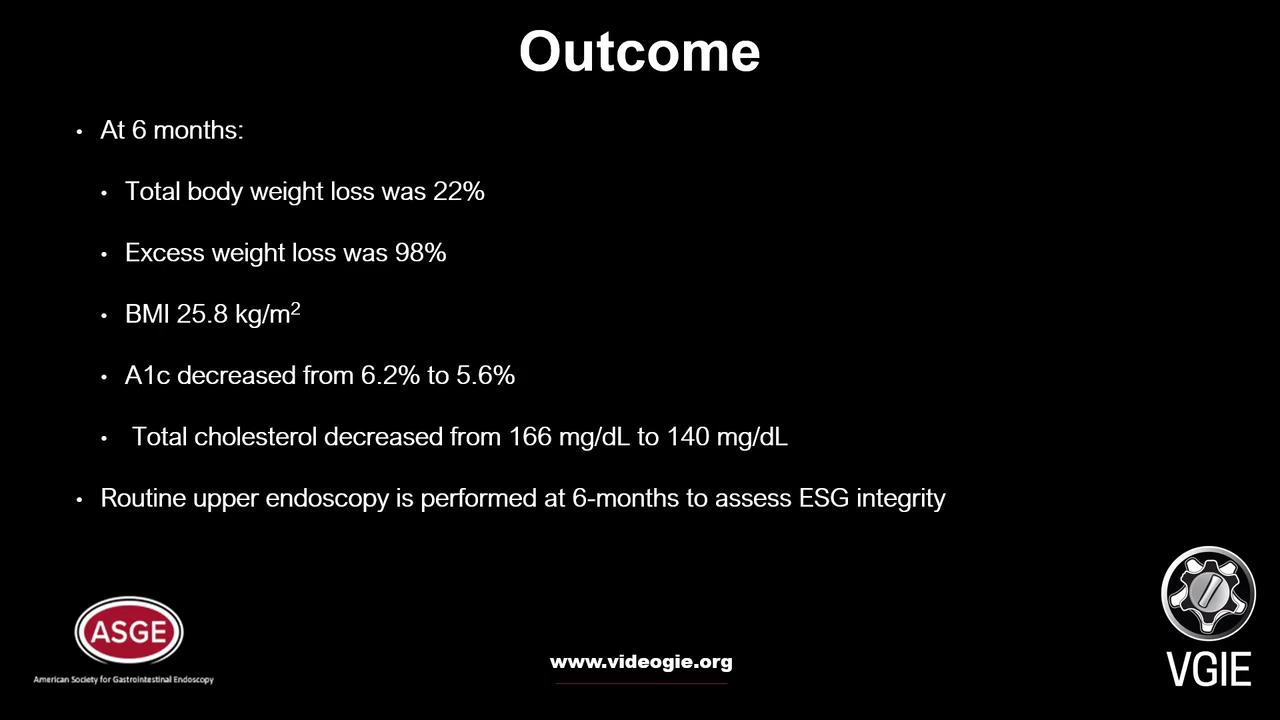 Outcome
• At 6 months:
• Total body weight loss was 22%
• Excess weight loss was 98%
• BMI 25.8 kg/m²
• A1c decreased from 6.2% to 5.6%
• Total cholesterol decreased from 166 mg/dL to 140 mg/dL
• Routine upper endoscopy is performed at 6-months to assess ESG integrity
ASGE
American Society for Gastrointestinal Endoscopy
www.videogie.org
VGIE